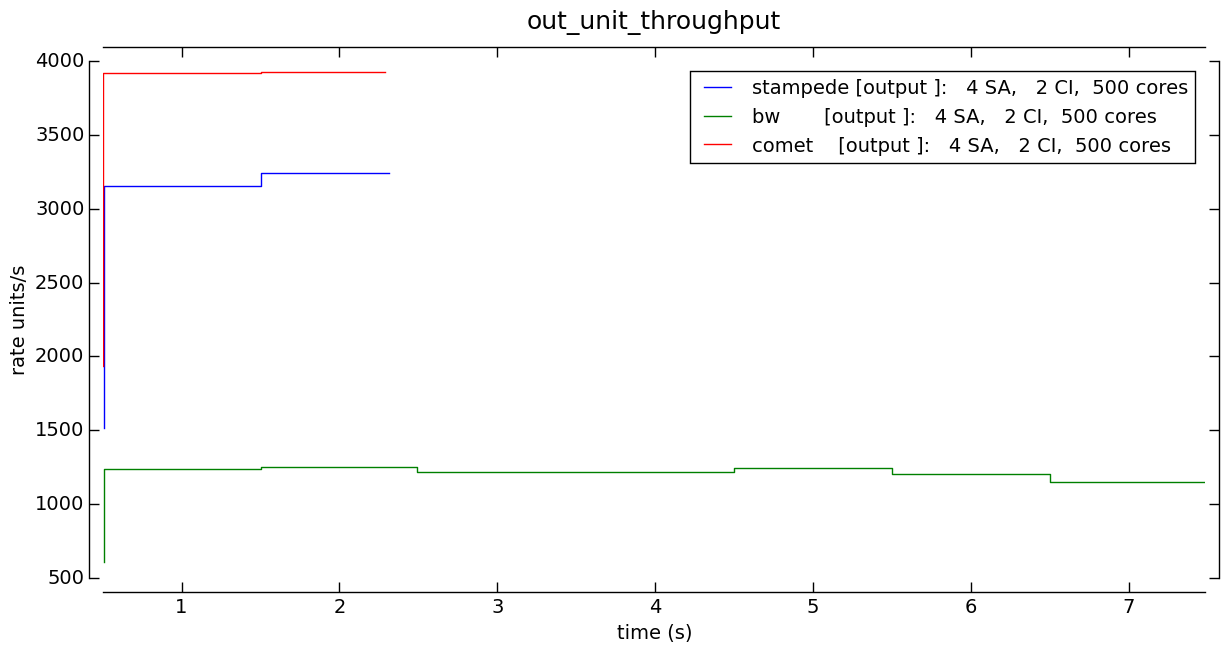 out_unit_throughput
4000
3500
3000
2500
2000
1500
1000
500
rate units/s
stampede [output ]:   4 SA,   2 CI,  500 cores
bw       [output ]:   4 SA,   2 CI,  500 cores
comet    [output ]:   4 SA,   2 CI,  500 cores
1 2 3 4 5 6 7
time (s)